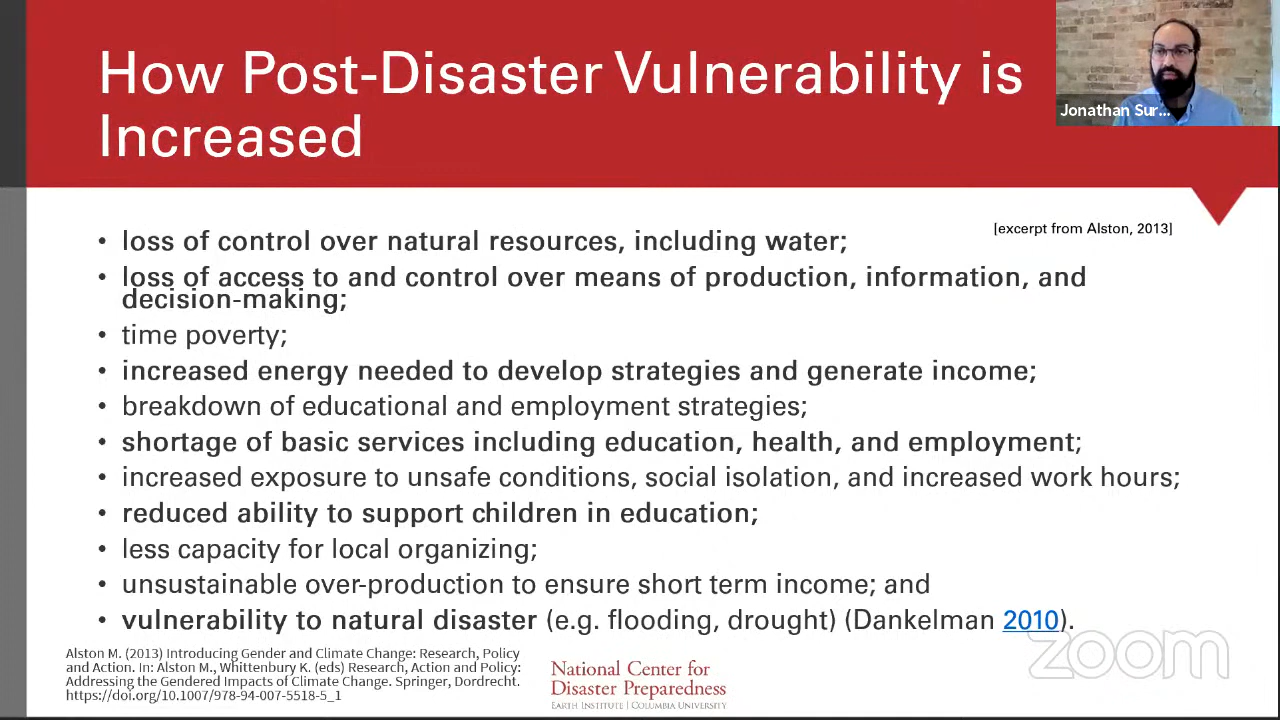 How Post-Disaster Vulnerability is
Increased
Jonathan Sur...
[excerpt from Alston, 2013]
• loss of control over natural resources, including water;
• loss of access to and control over means of production, information, and
decision-making;
• time poverty;
• increased energy needed to develop strategies and generate income;
• breakdown of educational and employment strategies;
• shortage of basic services including education, health, and employment;
• increased exposure to unsafe conditions, social isolation, and increased work hours;
• reduced ability to support children in education;
• less capacity for local organizing;
• unsustainable over-production to ensure short term income; and
• vulnerability to natural disaster (e.g. flooding, drought) (Dankelman 2010).
Alston M. (2013) Introducing Gender and Climate Change: Research, Policy
and Action. In: Alston M., Whittenbury K. (eds) Research, Action and Policy:
Addressing the Gendered Impacts of Climate Change. Springer, Dordrecht.
https://doi.org/10.1007/978-94-007-5518-5_1
National Center for
Disaster Preparedness
EARTH INSTITUTE | COLUMBIA UNIVERSITY
zoom